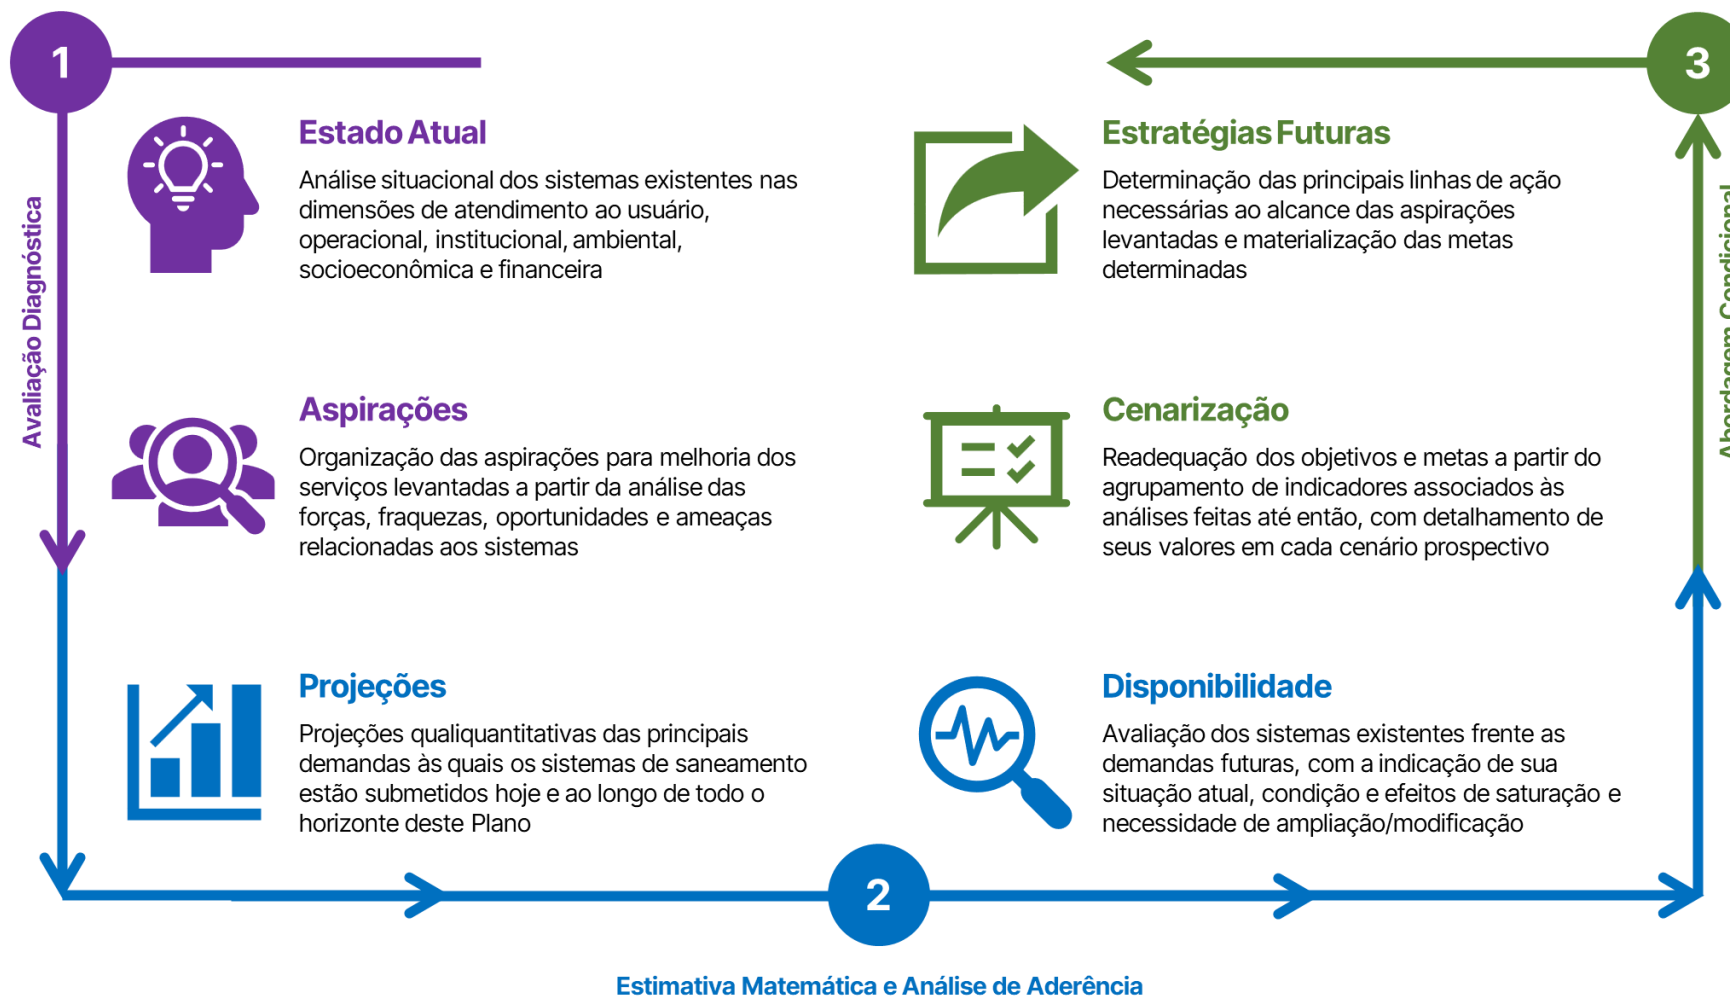 1
Avaliação Diagnóstica
Estado Atual
Análise situacional dos sistemas existentes nas
dimensões de atendimento ao usuário,
operacional, institucional, ambiental,
socioeconômica e financeira
Aspirações
Organização das aspirações para melhoria dos
serviços levantadas a partir da análise das
forças, fraquezas, oportunidades e ameaças
relacionadas aos sistemas
Projeções
Projeções qualiquantitativas das principais
demandas às quais os sistemas de saneamento
estão submetidos hoje e ao longo de todo o
horizonte deste Plano
2
Estimativa Matemática e Análise de Aderência
Disponibilidade
Avaliação dos sistemas existentes frente as
demandas futuras, com a indicação de sua
situação atual, condição e efeitos de saturação e
necessidade de ampliação/modificação
Cenarização
Readequação dos objetivos e metas a partir do
agrupamento de indicadores associados às
análises feitas até então, com detalhamento de
seus valores em cada cenário prospectivo
Estratégias Futuras
Determinação das principais linhas de ação
necessárias ao alcance das aspirações
levantadas e materialização das metas
determinadas
3
Abordagem Condicional